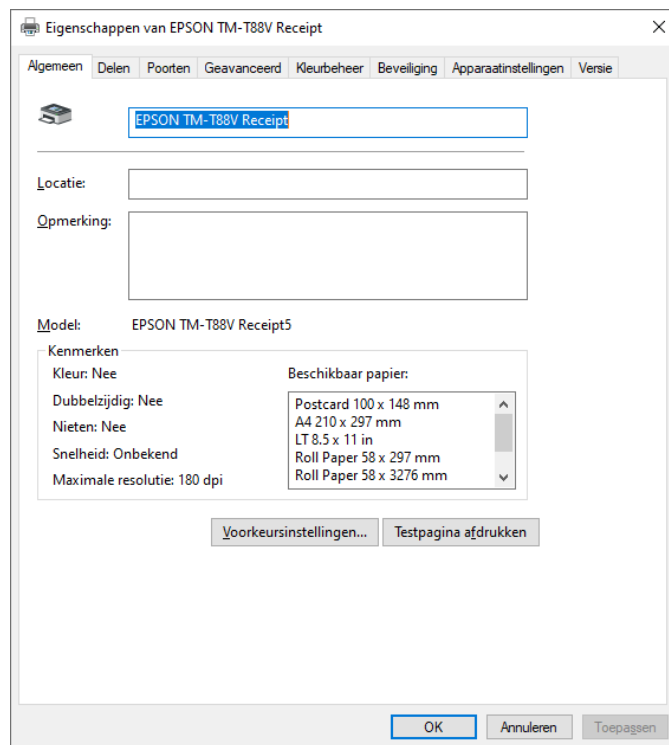 Eigenschappen van EPSON TM-T88V Receipt
Algemeen Delen Poorten Geavanceerd Kleurbeheer Beveiliging Apparaatinstellingen Versie
EPSON TM-T88V Receipt
Locatie:
Opmerking:
Model: EPSON TM-T88V Receipt5
Kenmerken
Kleur: Nee
Dubbelzijdig: Nee
Nieten: Nee
Snelheid: Onbekend
Maximale resolutie: 180 dpi
Beschikbaar papier:
Postcard 100 x 148 mm
A4 210 x 297 mm
LT 8.5 x 11 in
Roll Paper 58 x 297 mm
Roll Paper 58 x 3276 mm
Voorkeursinstellingen... Testpagina afdrukken
OK Annuleren Toepassen